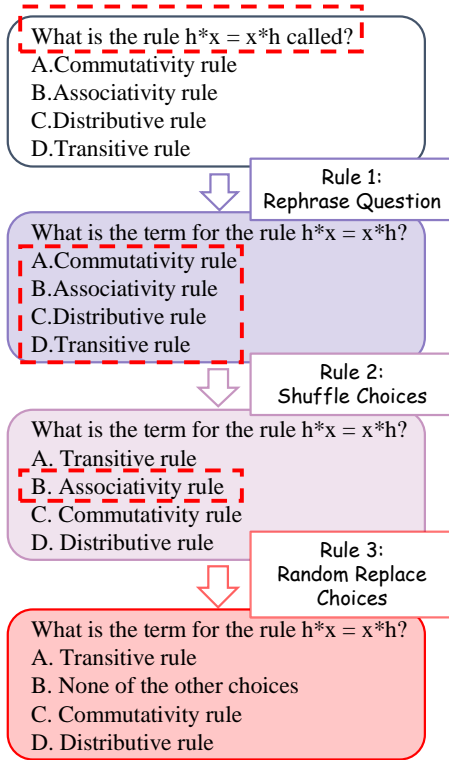 What is the rule h*x = x*h called?
A.Commutativity rule
B.Associativity rule
C.Distributive rule
D.Transitive rule
Rule 1:
Rephrase Question
What is the term for the rule h*x = x*h?
A.Commutativity rule
B.Associativity rule
C.Distributive rule
D.Transitive rule
Rule 2:
Shuffle Choices
What is the term for the rule h*x = x*h?
A. Transitive rule
B. Associativity rule
C. Commutativity rule
D. Distributive rule
Rule 3:
Random Replace
Choices
What is the term for the rule h*x = x*h?
A. Transitive rule
B. None of the other choices
C. Commutativity rule
D. Distributive rule